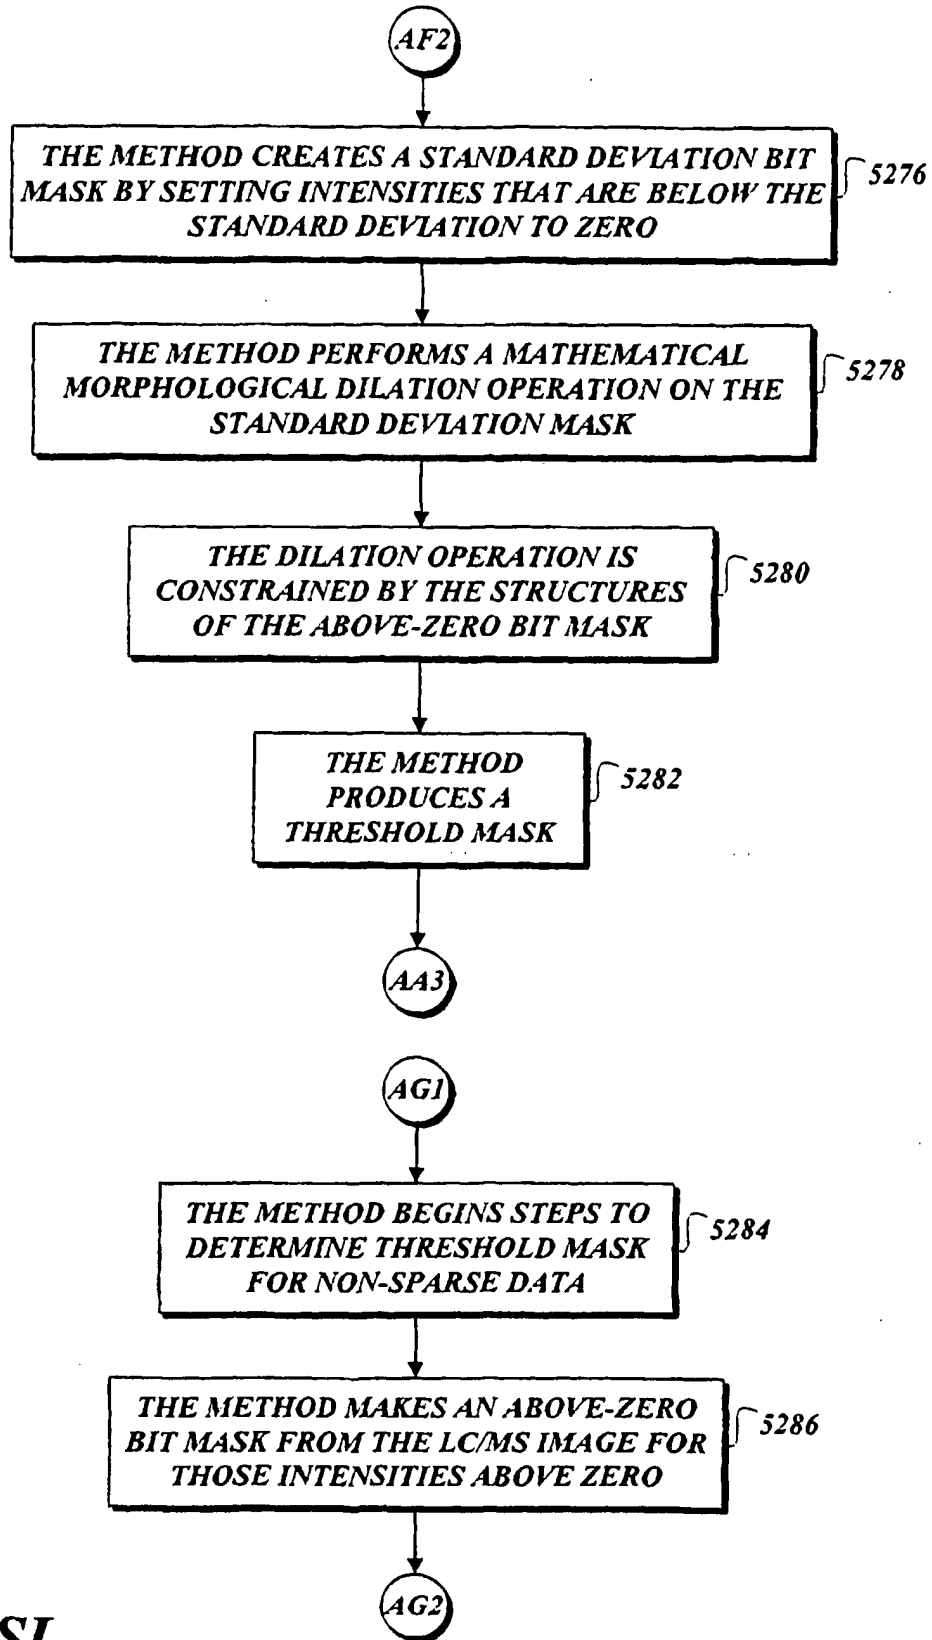 AF2
THE METHOD CREATES A STANDARD DEVIATION BIT
MASK BY SETTING INTENSITIES THAT ARE BELOW THE
STANDARD DEVIATION TO ZERO
5276
THE METHOD PERFORMS A MATHEMATICAL
MORPHOLOGICAL DILATION OPERATION ON THE
STANDARD DEVIATION MASK
5278
THE DILATION OPERATION IS
CONSTRAINED BY THE STRUCTURES
OF THE ABOVE-ZERO BIT MASK
5280
THE METHOD
PRODUCES A
THRESHOLD MASK
5282
AA3
AG1
THE METHOD BEGINS STEPS TO
DETERMINE THRESHOLD MASK
FOR NON-SPARSE DATA
5284
THE METHOD MAKES AN ABOVE-ZERO
BIT MASK FROM THE LC/MS IMAGE FOR
THOSE INTENSITIES ABOVE ZERO
5286
AG2